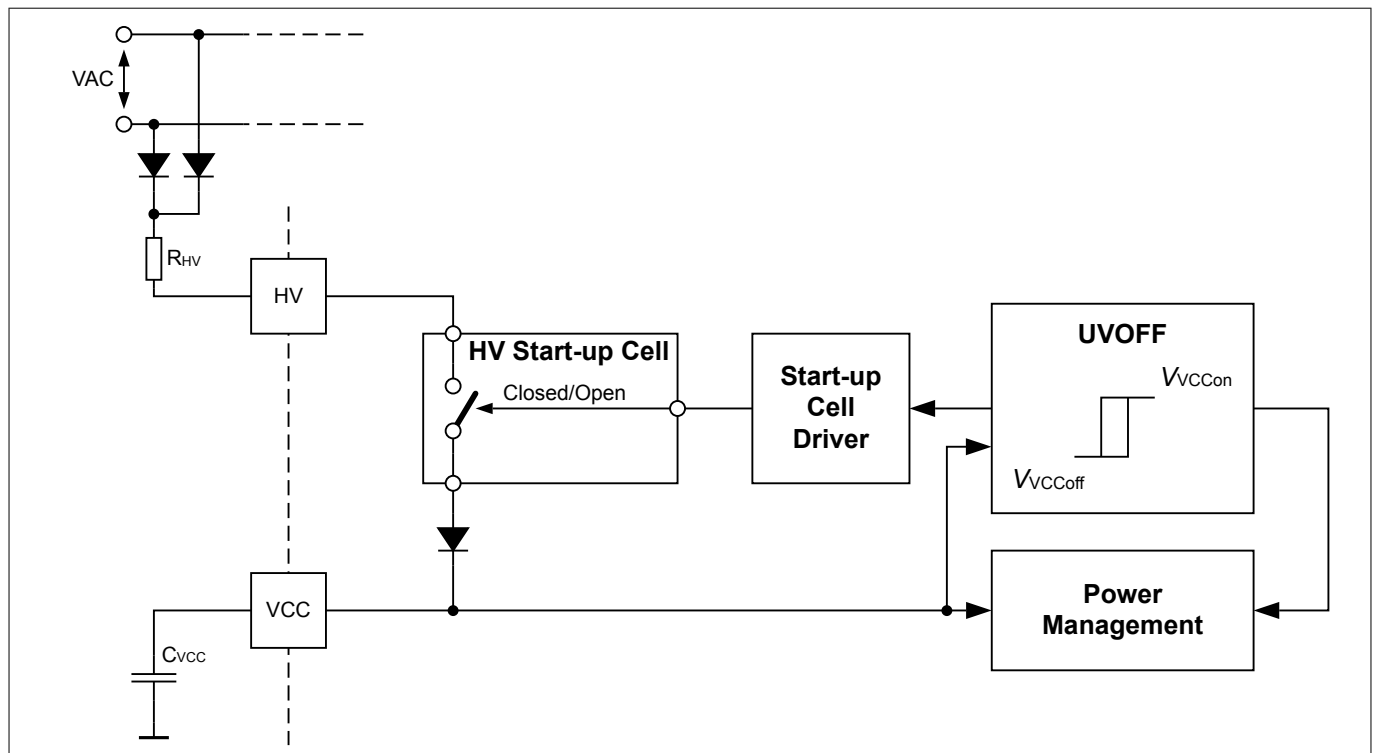 VAC
RHV
HV
HV Start-up Cell
Closed/Open
Start-up
Cell
Driver
UVOFF
VVCCon
VVCCoff
VCC
CVCC
Power
Management